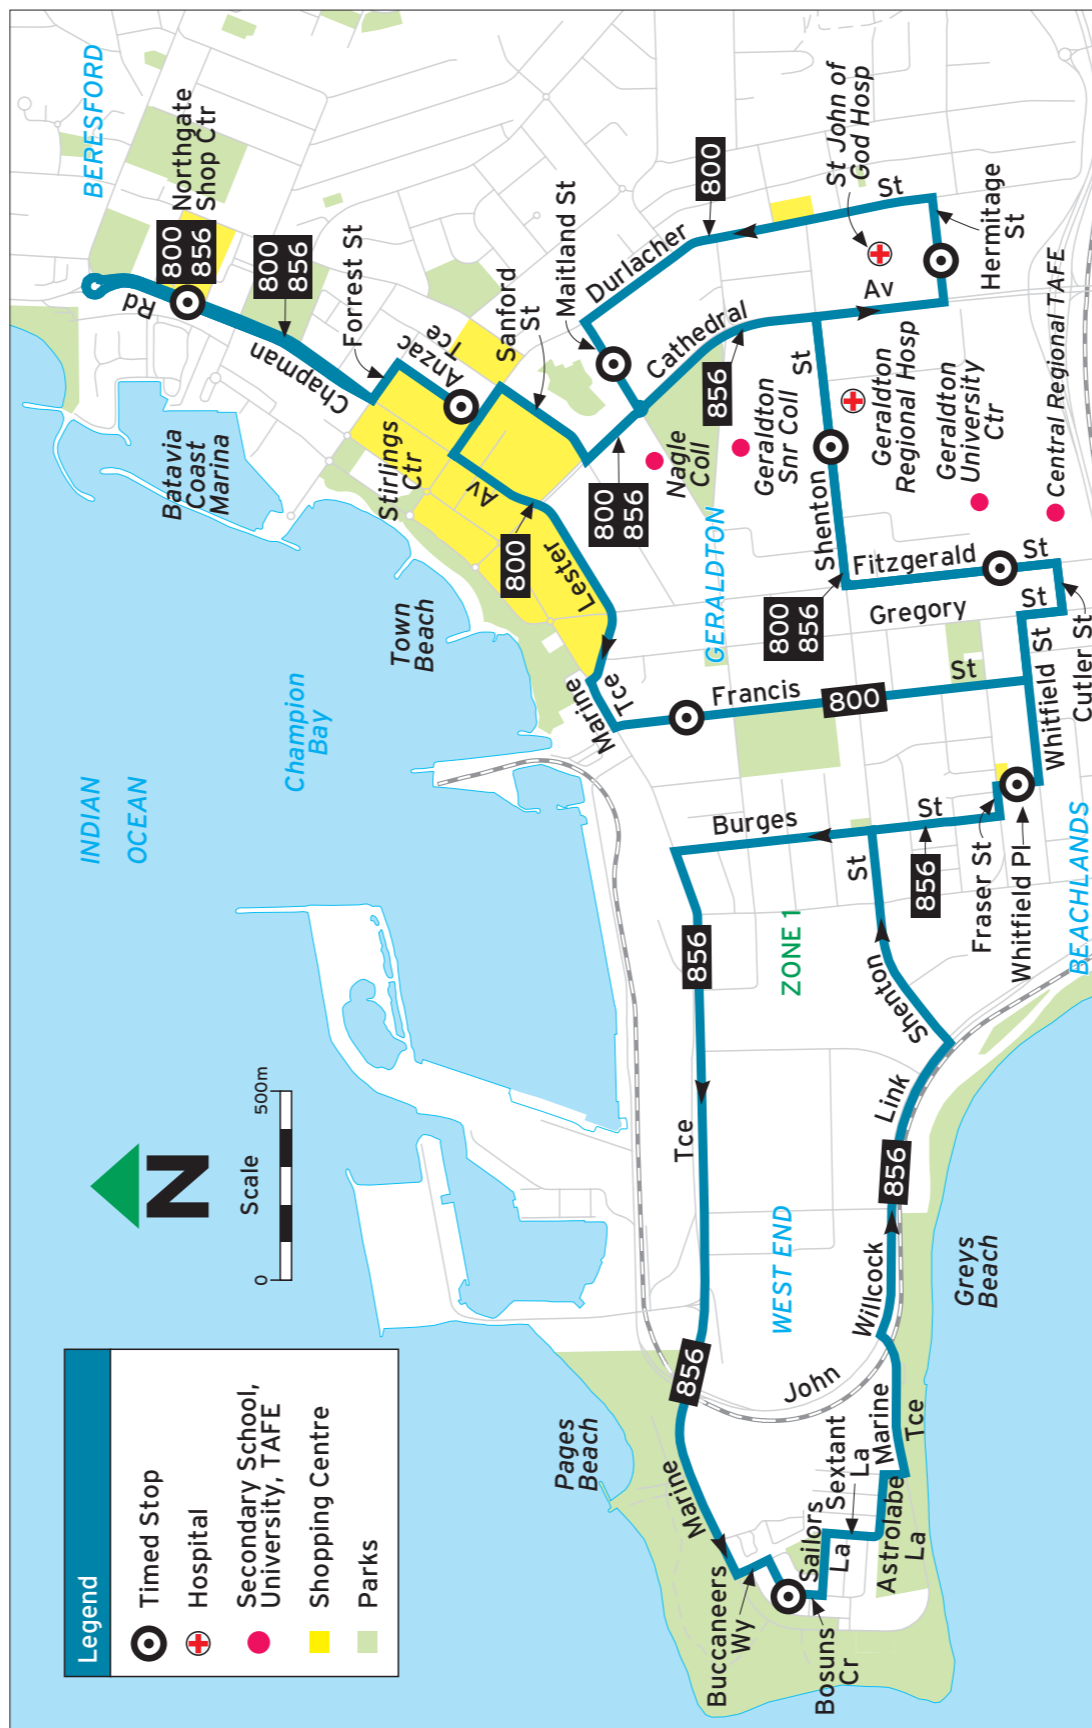 Legend
Timed Stop
Hospital
Secondary School,
University, TAFE
Shopping Centre
Parks
N
Scale
0
500m
INDIAN
OCEAN
Champion
Bay
BERESFORD
Northgate
Shop Ctr
800
856
800
856
Chapman
Rd
Forrest St
Batavia
Coast
Marina
Stirlings
Ctr
Anzac
Tce
Sanford
St
Maitland St
Town
Beach
Lester
Av
800
Marine
Tce
800
856
Durlacher
St
800
Cathedral
Av
856
St John of
God Hosp
Hermitage
St
Nagle
Coll
Geraldton
Snr Coll
Geraldton
Regional Hosp
Geraldton
University
Ctr
Central Regional TAFE
GERALDTON
Shenton
St
800
856
Fitzgerald
St
Gregory
St
Cutler St
Whitfield St
Francis
St
800
Burges
St
856
Fraser St
Whitfield Pl
BEACHLANDS
ZONE 1
Shenton
St
856
Tce
WEST END
John
Willcock
Link
856
Greys
Beach
856
Pages
Beach
Marine
Buccaneers
Wy
Bosuns
Cr
Sailors
La
Sextant
La
Astrolabe
La
Marine
Tce